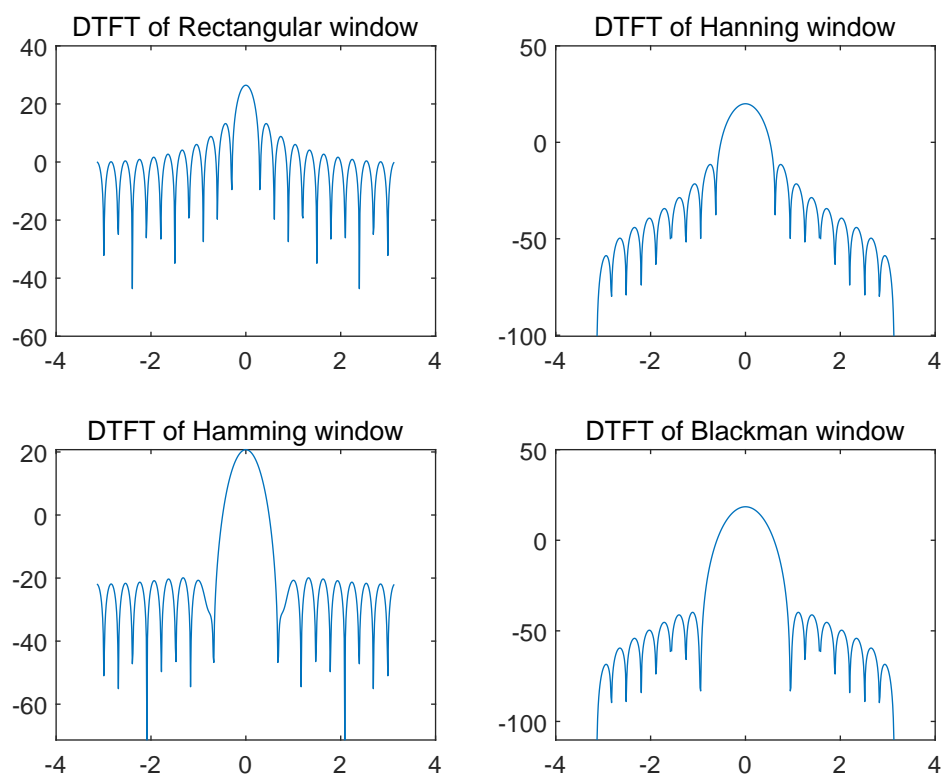 DTFT of Rectangular window
40
20
0
-20
-40
-60
-4 -2 0 2 4
DTFT of Hanning window
50
0
-50
-100
-4 -2 0 2 4
DTFT of Hamming window
20
0
-20
-40
-60
-4 -2 0 2 4
DTFT of Blackman window
50
0
-50
-100
-4 -2 0 2 4